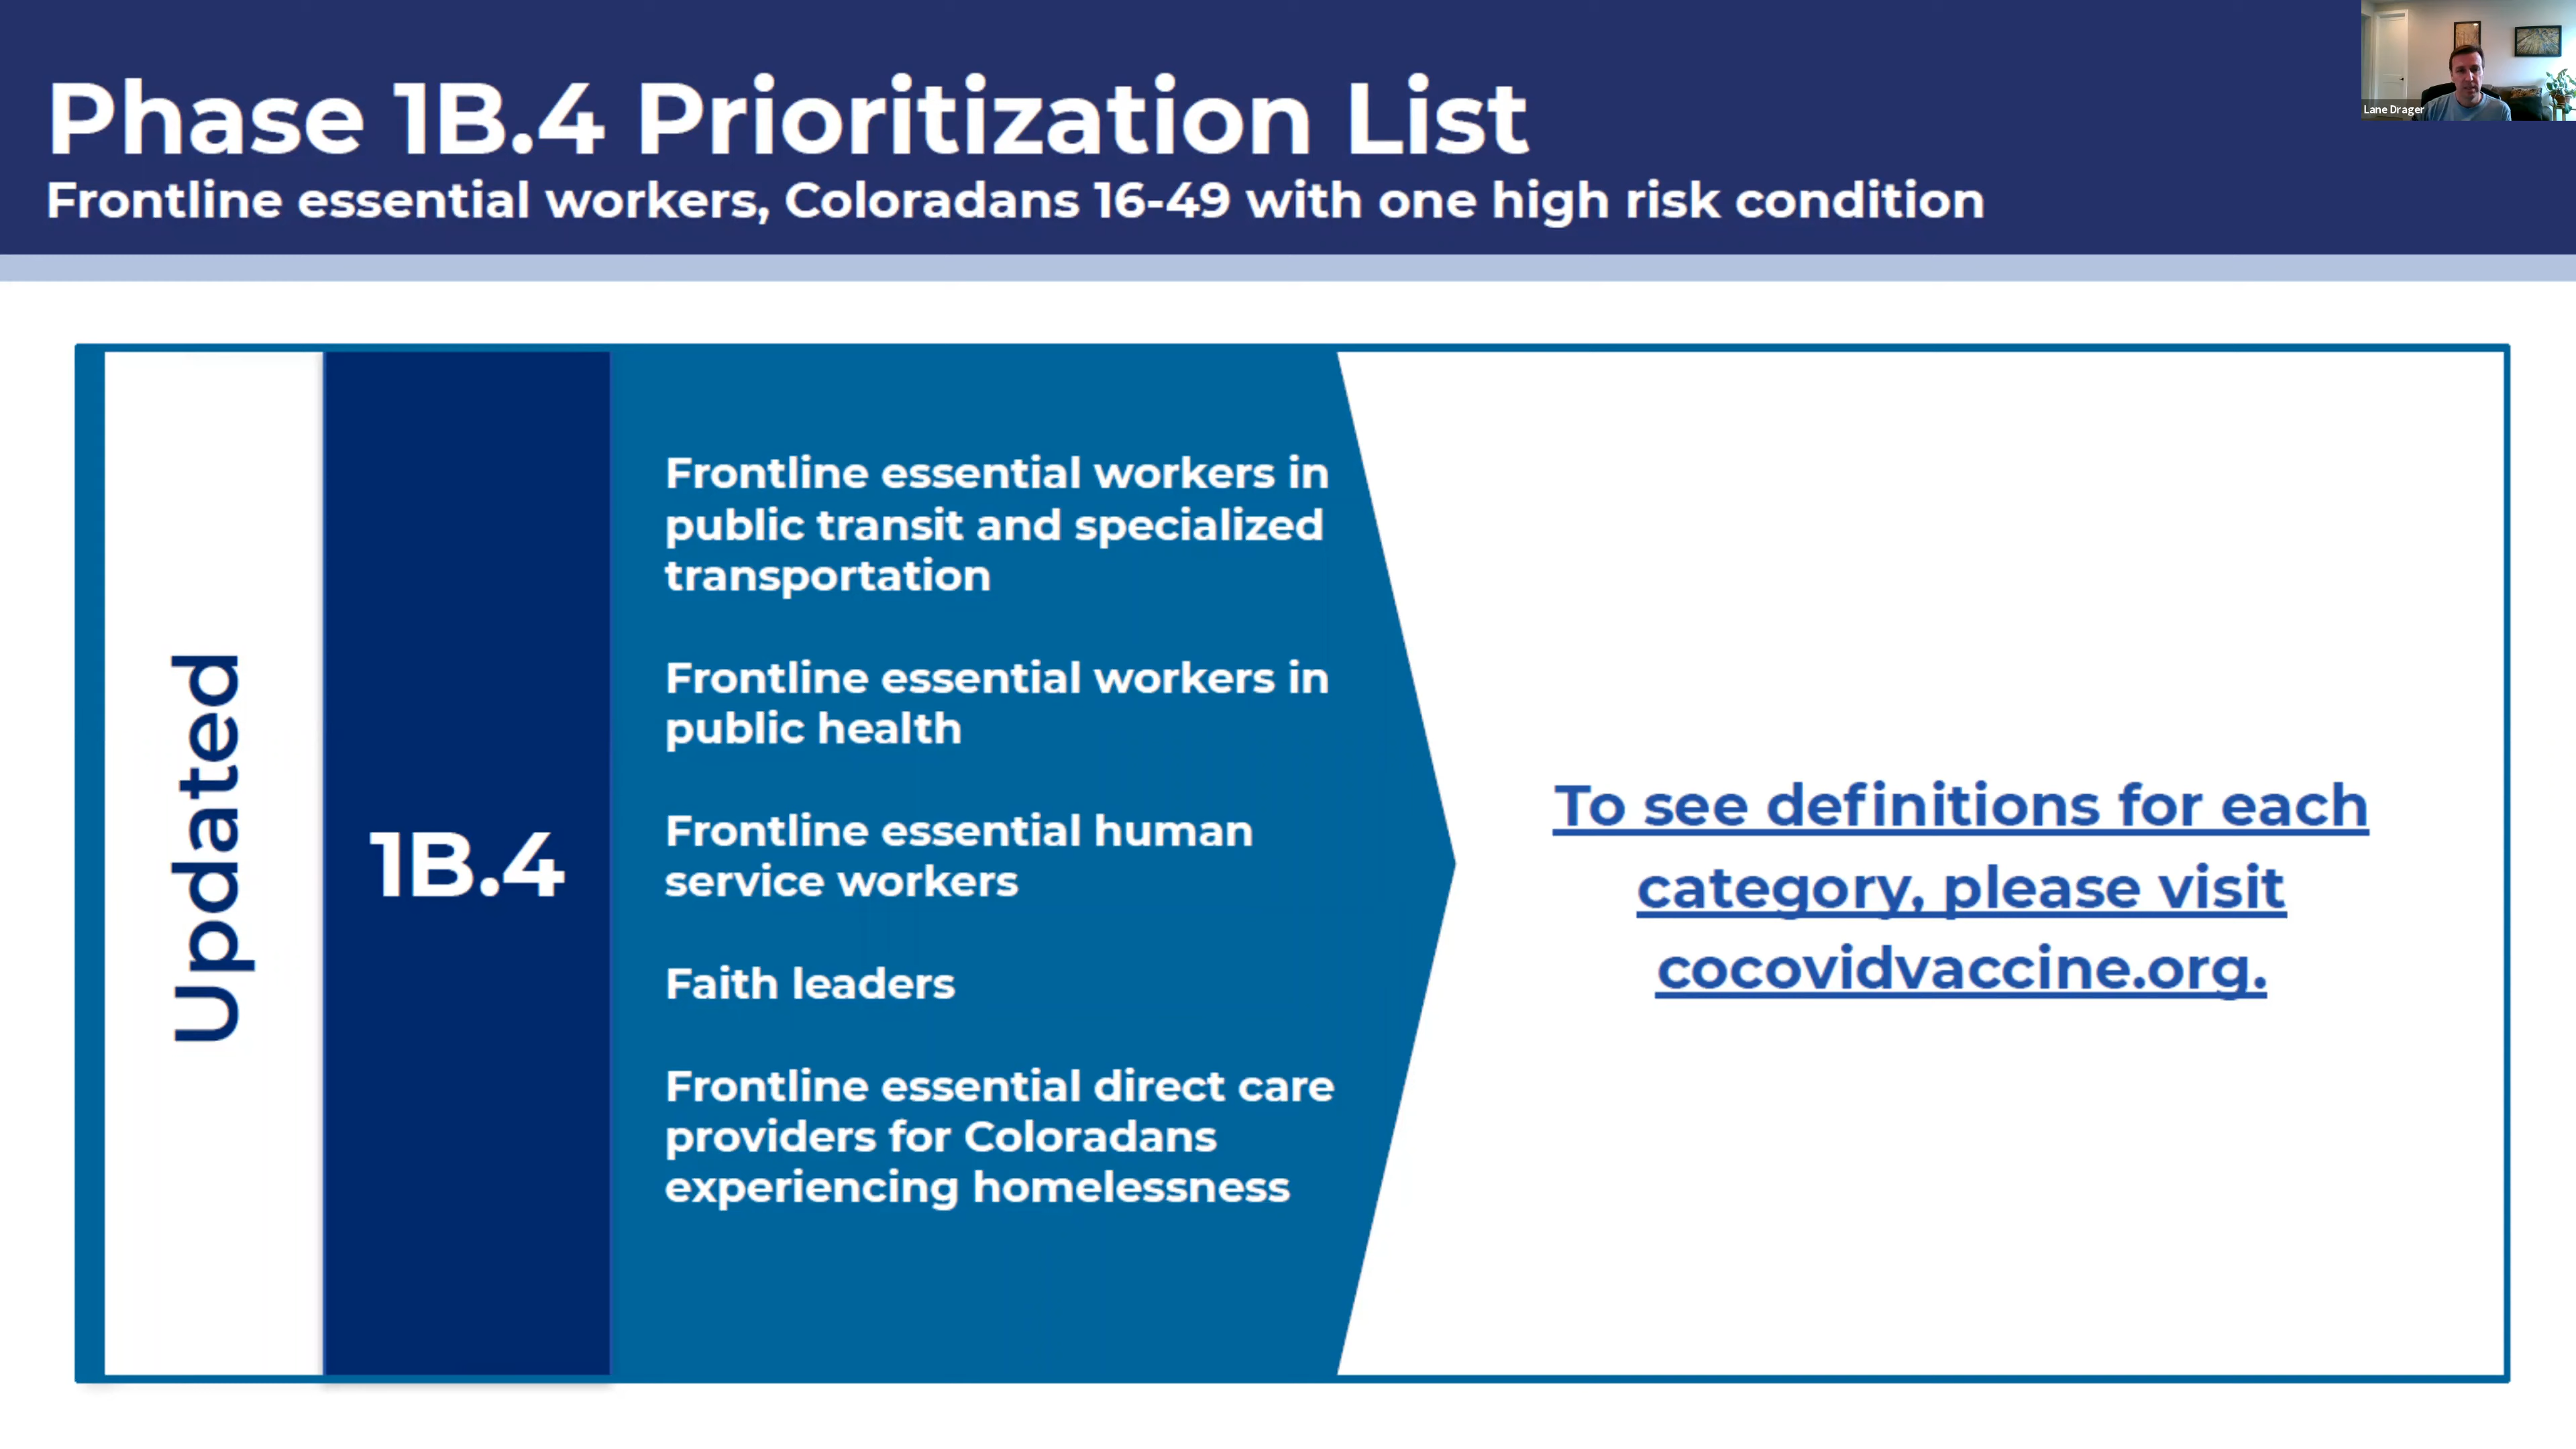 Phase 1B.4 Prioritization List
Frontline essential workers, Coloradans 16-49 with one high risk condition
Lane Drager
Updated
1B.4
Frontline essential workers in
public transit and specialized
transportation
Frontline essential workers in
public health
Frontline essential human
service workers
Faith leaders
Frontline essential direct care
providers for Coloradans
experiencing homelessness
To see definitions for each
category, please visit
cocovidvaccine.org.